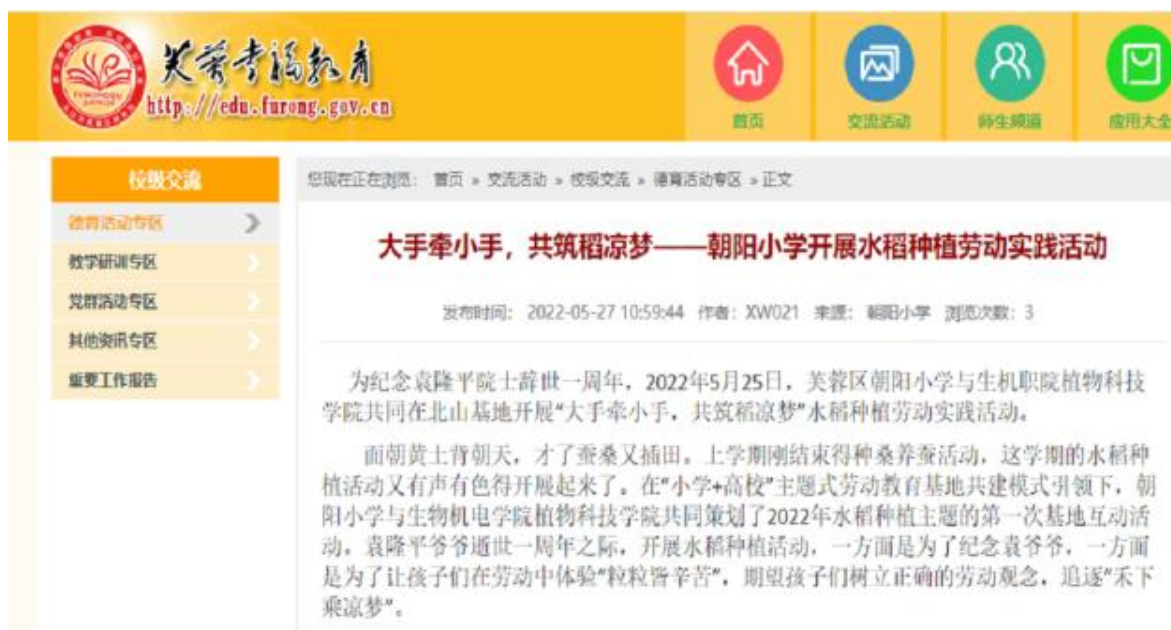 芙蓉幸福教育
http://edu.furong.gov.cn
首页
交流活动
师生频道
应用大全
校级交流
德育活动专区
教学研训专区
党群活动专区
其他资讯专区
重要工作报告
您现在正在浏览： 首页 » 交流活动 » 校级交流 » 德育活动专区 » 正文
大手牵小手，共筑稻凉梦——朝阳小学开展水稻种植劳动实践活动
发布时间： 2022-05-27 10:59:44 作者：XW021 来源：朝阳小学 浏览次数：3
为纪念袁隆平院士辞世一周年，2022年5月25日，芙蓉区朝阳小学与生机职院植物科技
学院共同在北山基地开展“大手牵小手，共筑稻凉梦”水稻种植劳动实践活动。
面朝黄土背朝天，才了蚕桑又插田。上学期刚结束得种桑养蚕活动，这学期的水稻种
植活动又有声有色得开展起来了。在“小学+高校”主题式劳动教育基地共建模式引领下，朝
阳小学与生物机电学院植物科技学院共同策划了2022年水稻种植主题的第一次基地互动活
动。袁隆平爷爷逝世一周年之际，开展水稻种植活动，一方面是为了纪念袁爷爷，一方面
是为了让孩子们在劳动中体验“粒粒皆辛苦”，期望孩子们树立正确的劳动观念，追逐“禾下
乘凉梦”。